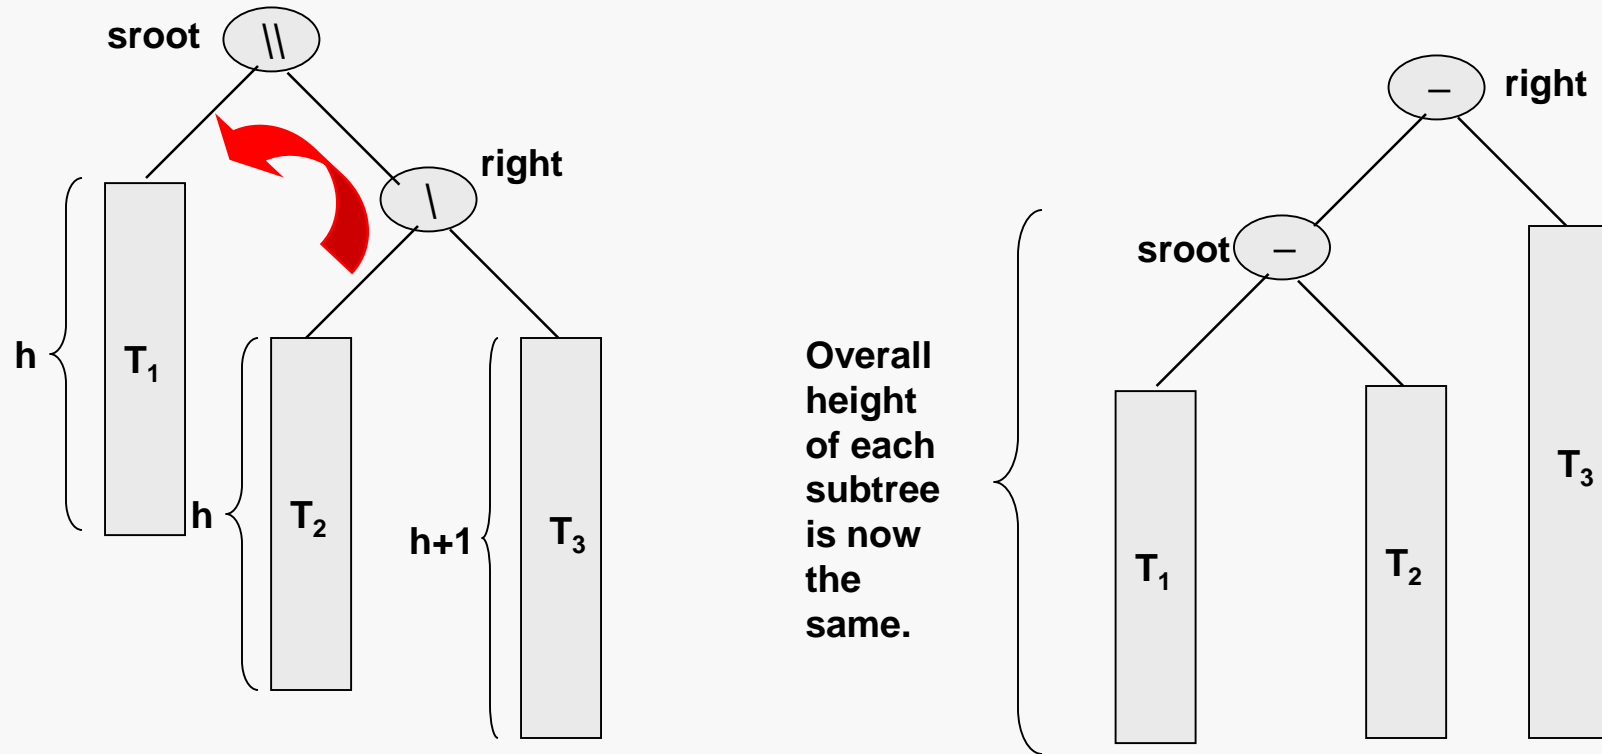 sroot
\\
right
\
h
T₁
h
T₂
h+1
T₃
–
right
sroot
–
Overall
height
of each
subtree
is now
the
same.
T₁
T₂
T₃